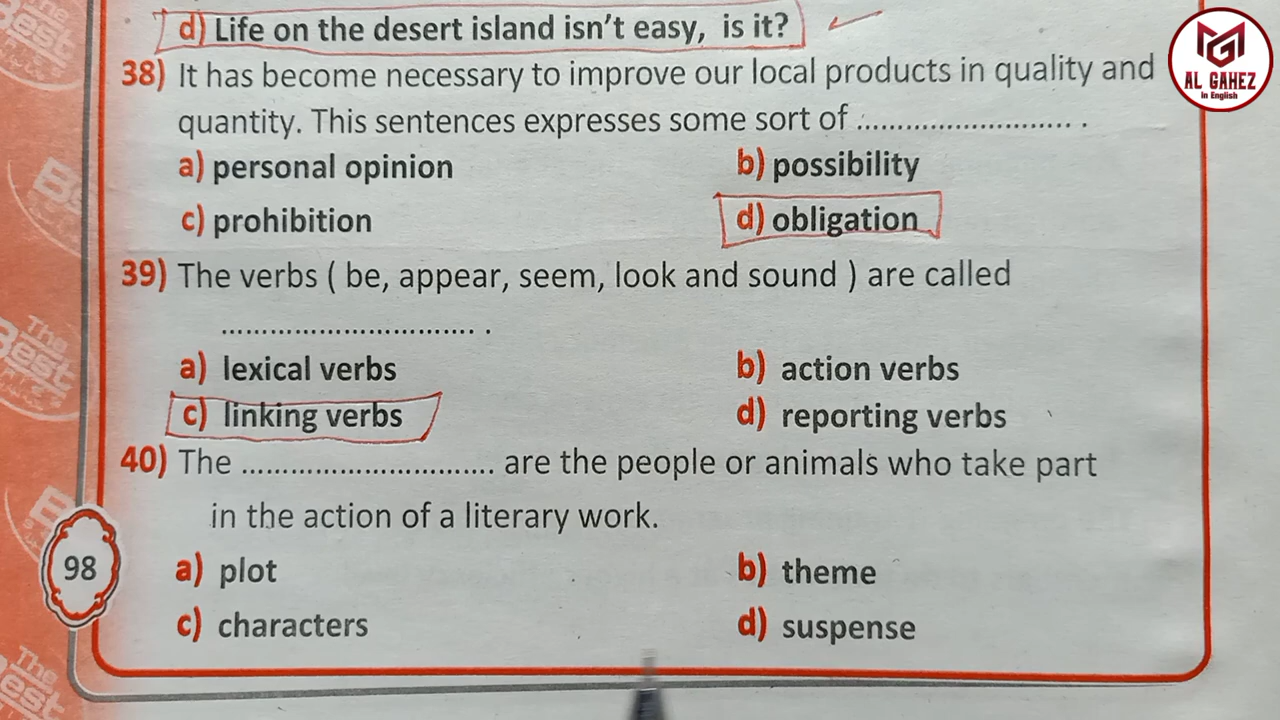 d) Life on the desert island isn't easy, is it?
38) It has become necessary to improve our local products in quality and
quantity. This sentences expresses some sort of ........................... .
a) personal opinion
b) possibility
c) prohibition
d) obligation
39) The verbs ( be, appear, seem, look and sound ) are called
............................... .
a) lexical verbs
b) action verbs
c) linking verbs
d) reporting verbs
40) The ............................... are the people or animals who take part
in the action of a literary work.
a) plot
b) theme
c) characters
d) suspense
98
AL GAHEZ
in English
The
Best
The
Best